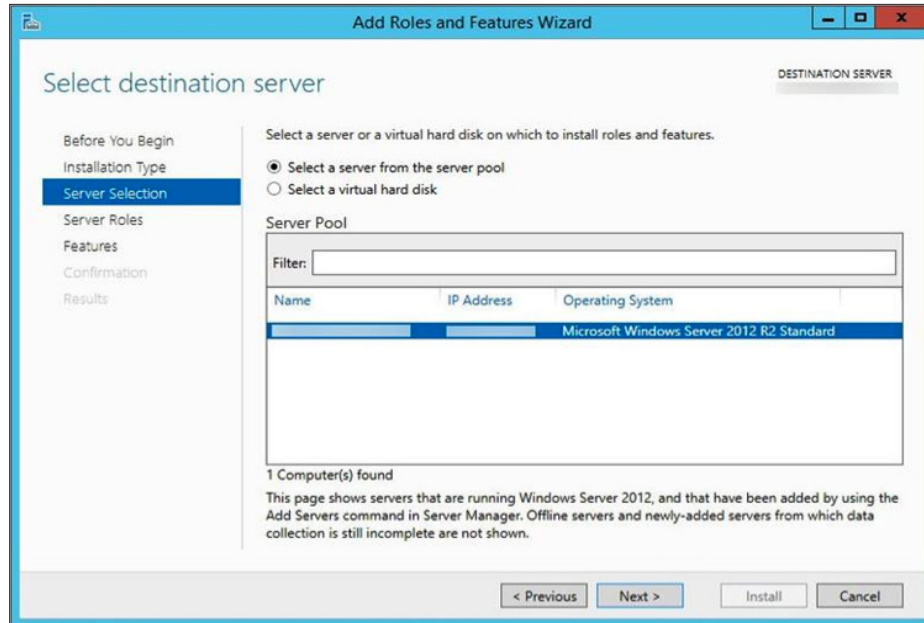 Add Roles and Features Wizard
Select destination server
DESTINATION SERVER
Before You Begin
Installation Type
Server Selection
Server Roles
Features
Confirmation
Results
Select a server or a virtual hard disk on which to install roles and features.
Select a server from the server pool
Select a virtual hard disk
Server Pool
Filter:
Name IP Address Operating System
Microsoft Windows Server 2012 R2 Standard
1 Computer(s) found
This page shows servers that are running Windows Server 2012, and that have been added by using the
Add Servers command in Server Manager. Offline servers and newly-added servers from which data
collection is still incomplete are not shown.
< Previous Next > Install Cancel